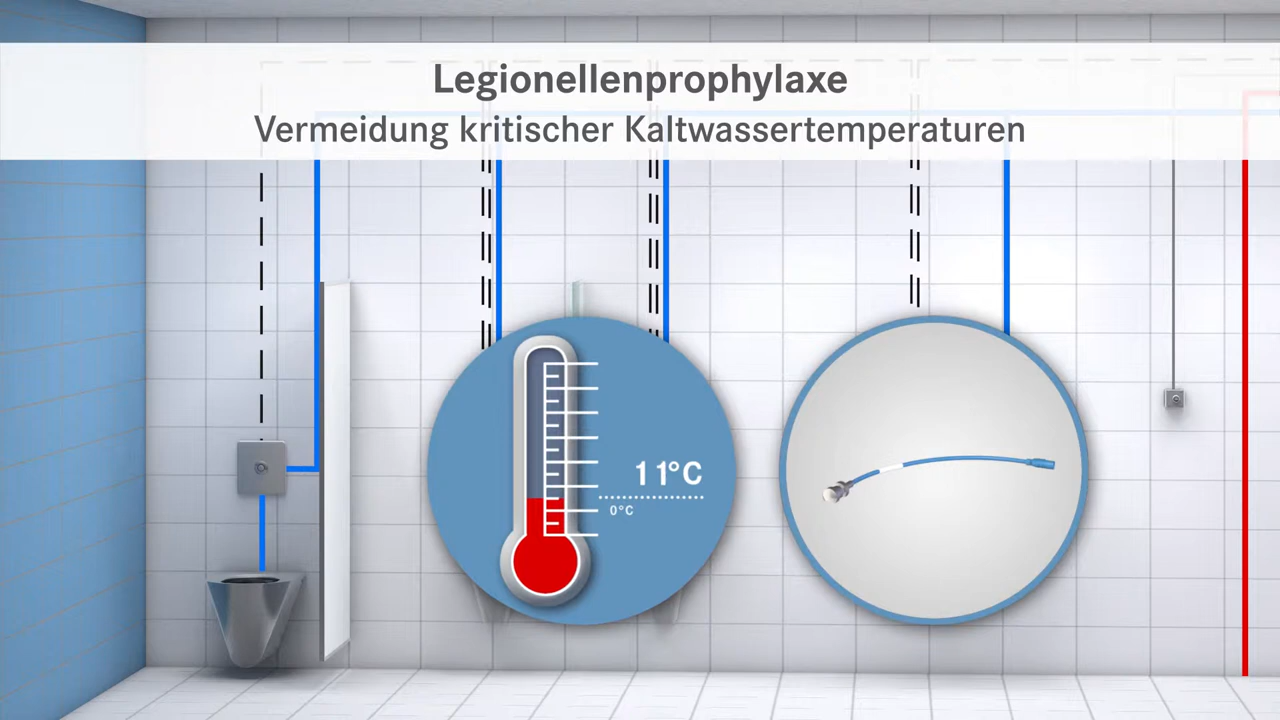 Legionellenprophylaxe
Vermeidung kritischer Kaltwassertemperaturen
11°C
0°C